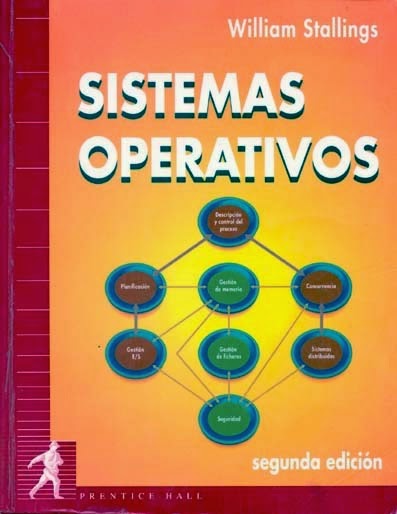 William Stallings
SISTEMAS
OPERATIVOS
Descripción
y control del
proceso
Planificación
Gestión
de memoria
Concurrencia
Gestión
E/S
Gestión
de ficheros
Sistemas
distribuidos
Seguridad
segunda edición
PRENTICE HALL